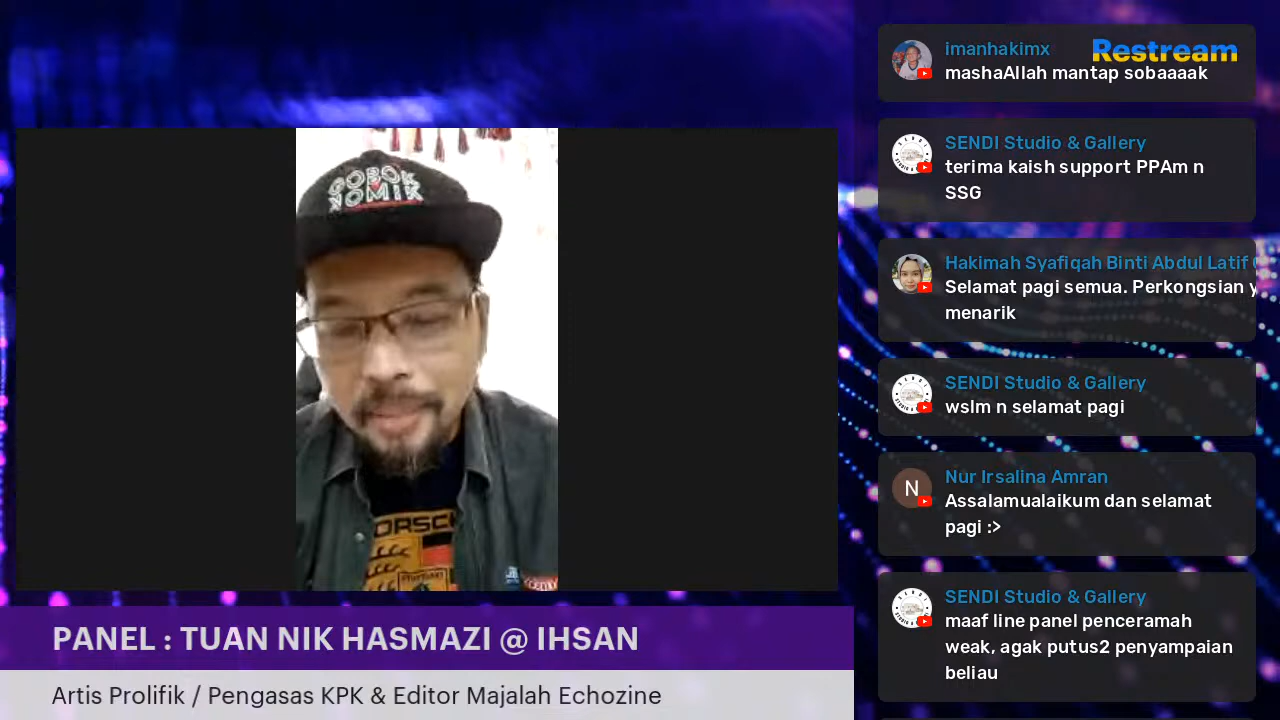 GOBOK
KOMIK
ORSCH
STUTTGART
PANEL : TUAN NIK HASMAZI @ IHSAN
Artis Prolifik / Pengasas KPK & Editor Majalah Echozine
Restream
imanhakimx
mashaAllah mantap sobaaaak
SENDI Studio & Gallery
terima kaish support PPAm n
SSG
Hakimah Syafiqah Binti Abdul Latif
Selamat pagi semua. Perkongsian y
menarik
SENDI Studio & Gallery
wslm n selamat pagi
N
Nur Irsalina Amran
Assalamualaikum dan selamat
pagi :>
SENDI Studio & Gallery
maaf line panel penceramah
weak, agak putus2 penyampaian
beliau